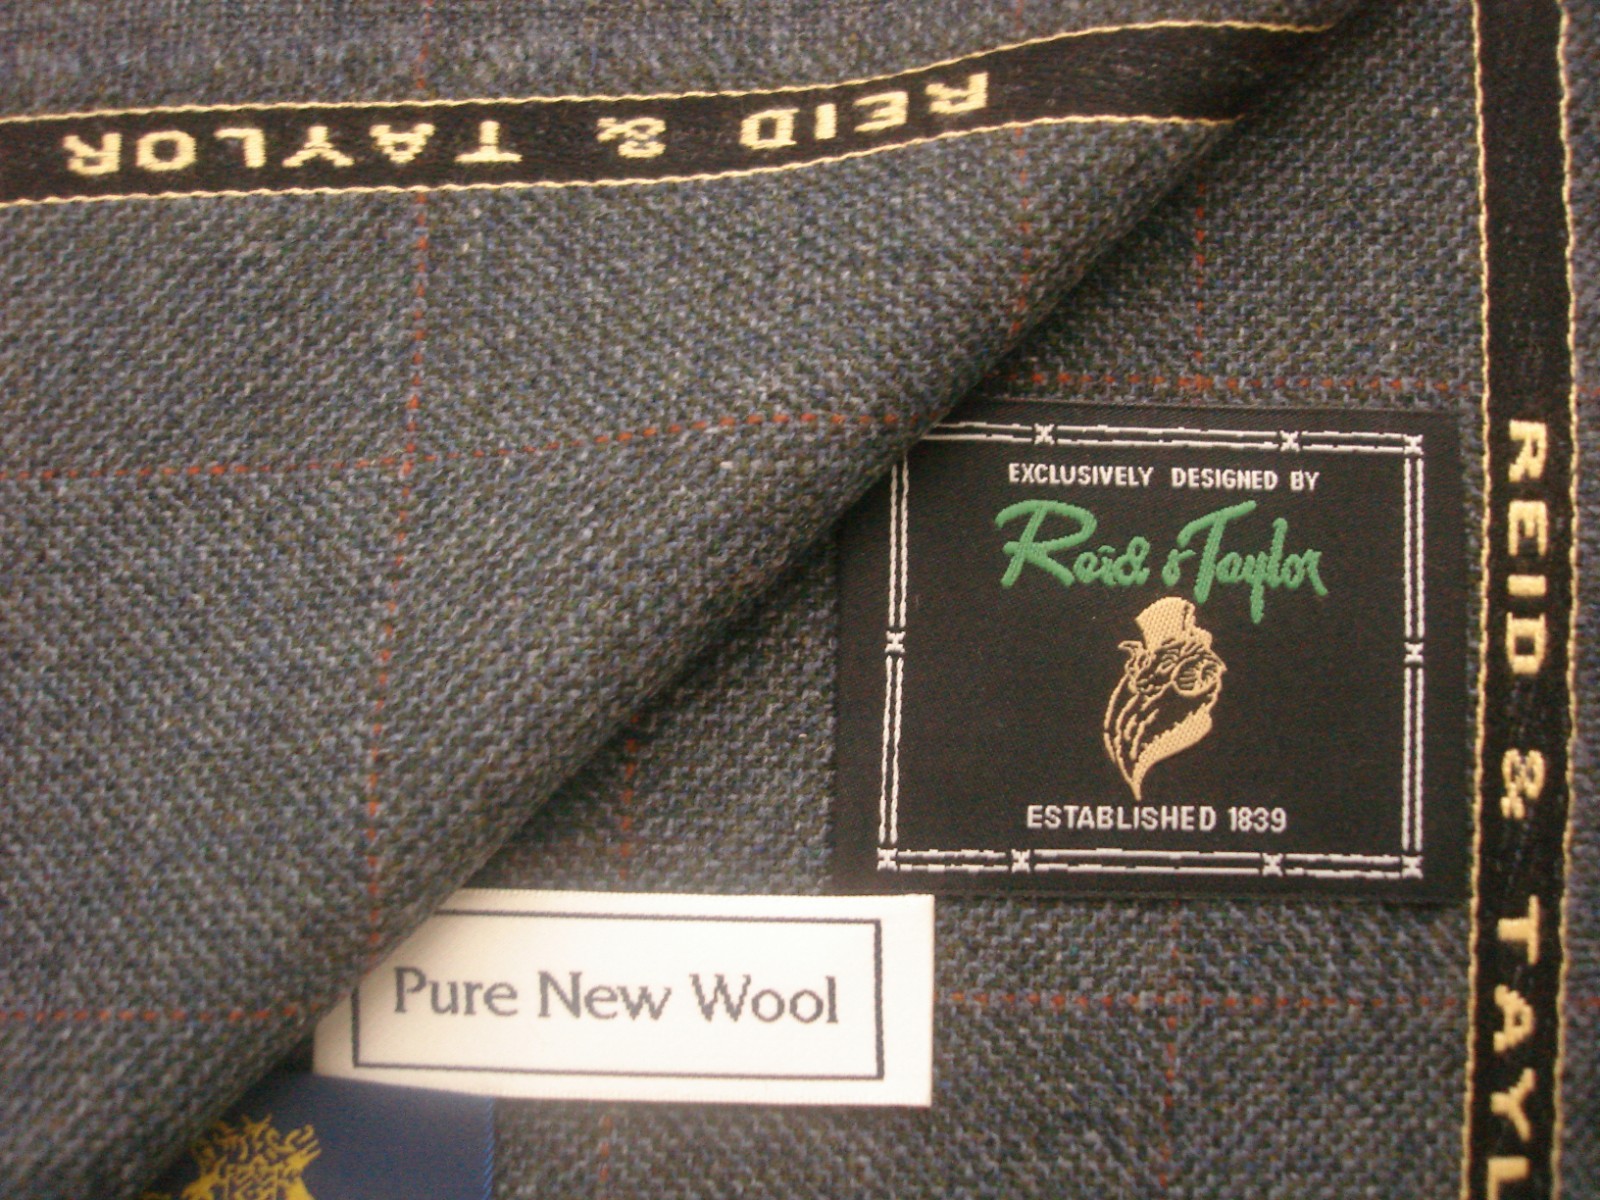 REID & TAYLOR
EXCLUSIVELY DESIGNED BY
Reid & Taylor
ESTABLISHED 1839
Pure New Wool
REID & TAYL